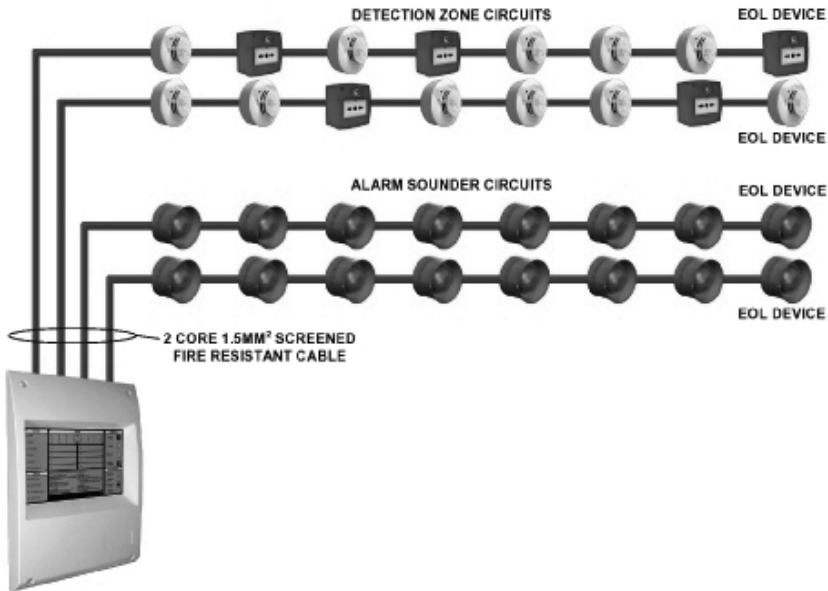 DETECTION ZONE CIRCUITS
EOL DEVICE
EOL DEVICE
ALARM SOUNDER CIRCUITS
EOL DEVICE
EOL DEVICE
2 CORE 1.5MM² SCREENED
FIRE RESISTANT CABLE